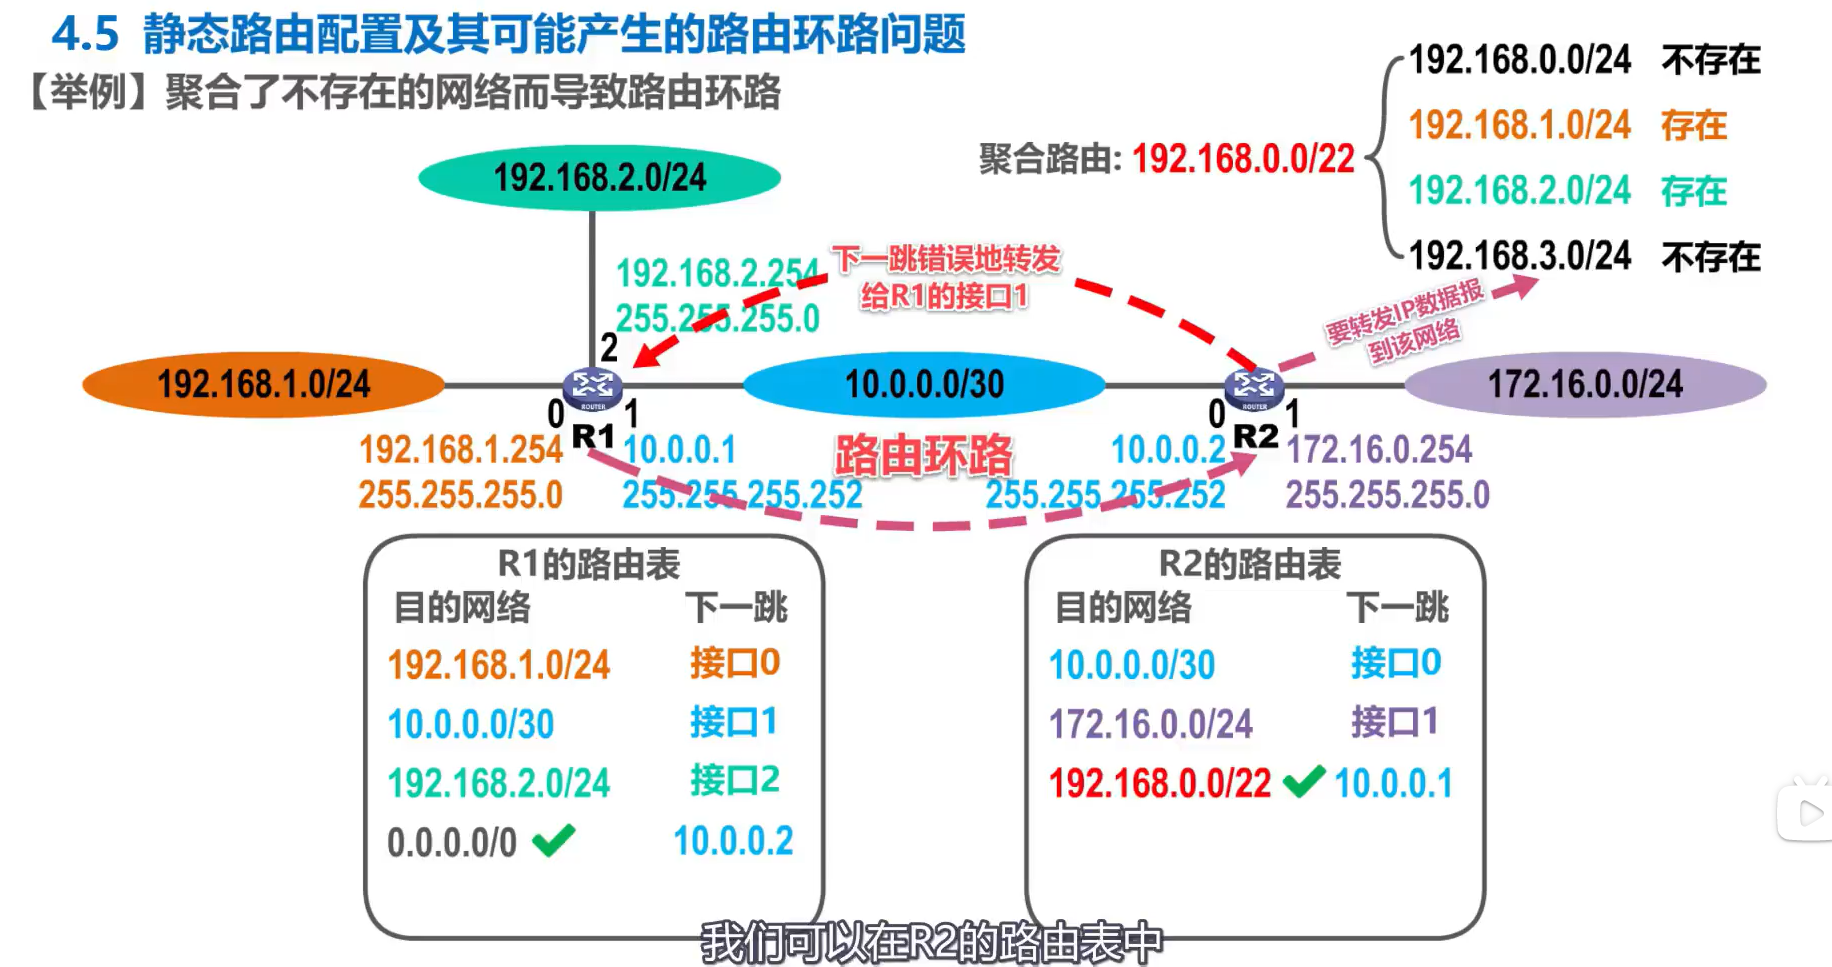 4.5 静态路由配置及其可能产生的路由环路问题
【举例】聚合了不存在的网络而导致路由环路
192.168.0.0/24 不存在
192.168.1.0/24 存在
聚合路由: 192.168.0.0/22
192.168.2.0/24 存在
192.168.3.0/24 不存在
192.168.2.0/24
192.168.2.254
255.255.255.0
下一跳错误地转发
给R1的接口1
要转发IP数据报
到该网络
2
192.168.1.0/24
ROUTER
10.0.0.0/30
ROUTER
172.16.0.0/24
0 R1 1
0 R2 1
192.168.1.254
255.255.255.0
10.0.0.1
255.255.255.252
路由环路
10.0.0.2
255.255.255.252
172.16.0.254
255.255.255.0
R1的路由表
目的网络 下一跳
192.168.1.0/24 接口0
10.0.0.0/30 接口1
192.168.2.0/24 接口2
0.0.0.0/0 10.0.0.2
R2的路由表
目的网络 下一跳
10.0.0.0/30 接口0
172.16.0.0/24 接口1
192.168.0.0/22 10.0.0.1
我们可以在R2的路由表中